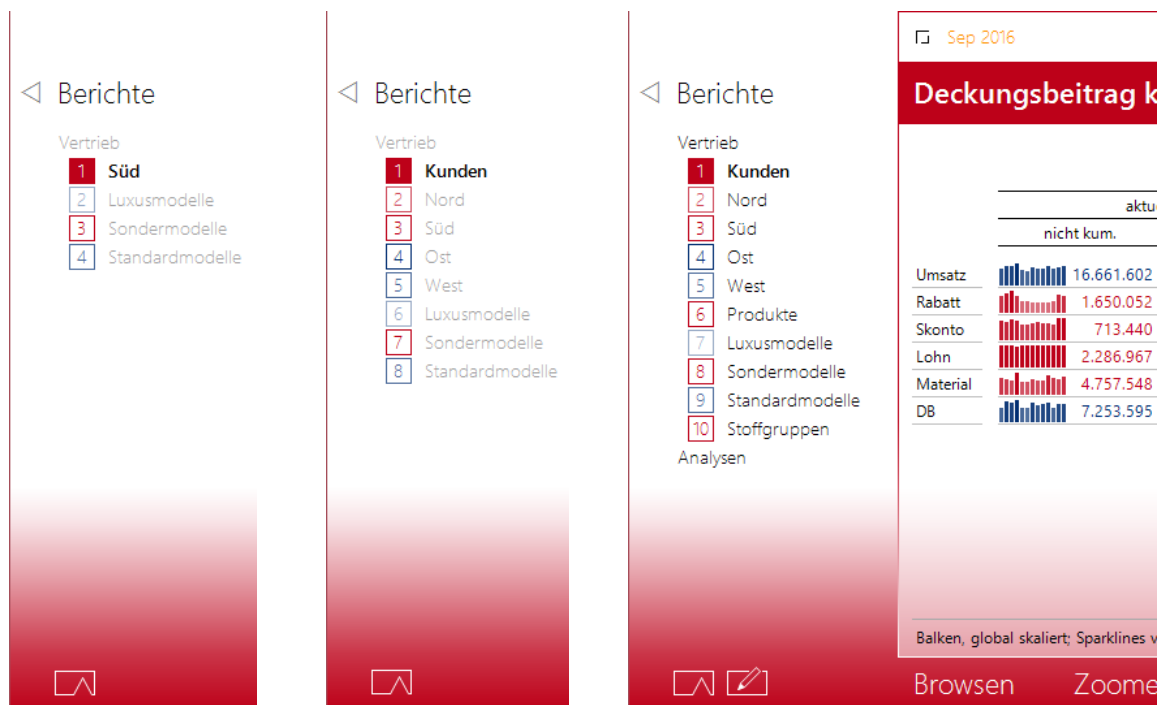 Berichte
Vertrieb
1 Süd
2 Luxusmodelle
3 Sondermodelle
4 Standardmodelle
Berichte
Vertrieb
1 Kunden
2 Nord
3 Süd
4 Ost
5 West
6 Luxusmodelle
7 Sondermodelle
8 Standardmodelle
Berichte
Vertrieb
1 Kunden
2 Nord
3 Süd
4 Ost
5 West
6 Produkte
7 Luxusmodelle
8 Sondermodelle
9 Standardmodelle
10 Stoffgruppen
Analysen
Sep 2016
Deckungsbeitrag k
aktu
nicht kum.
Umsatz 16.661.602
Rabatt 1.650.052
Skonto 713.440
Lohn 2.286.967
Material 4.757.548
DB 7.253.595
Balken, global skaliert; Sparklines v
Browsen Zoome